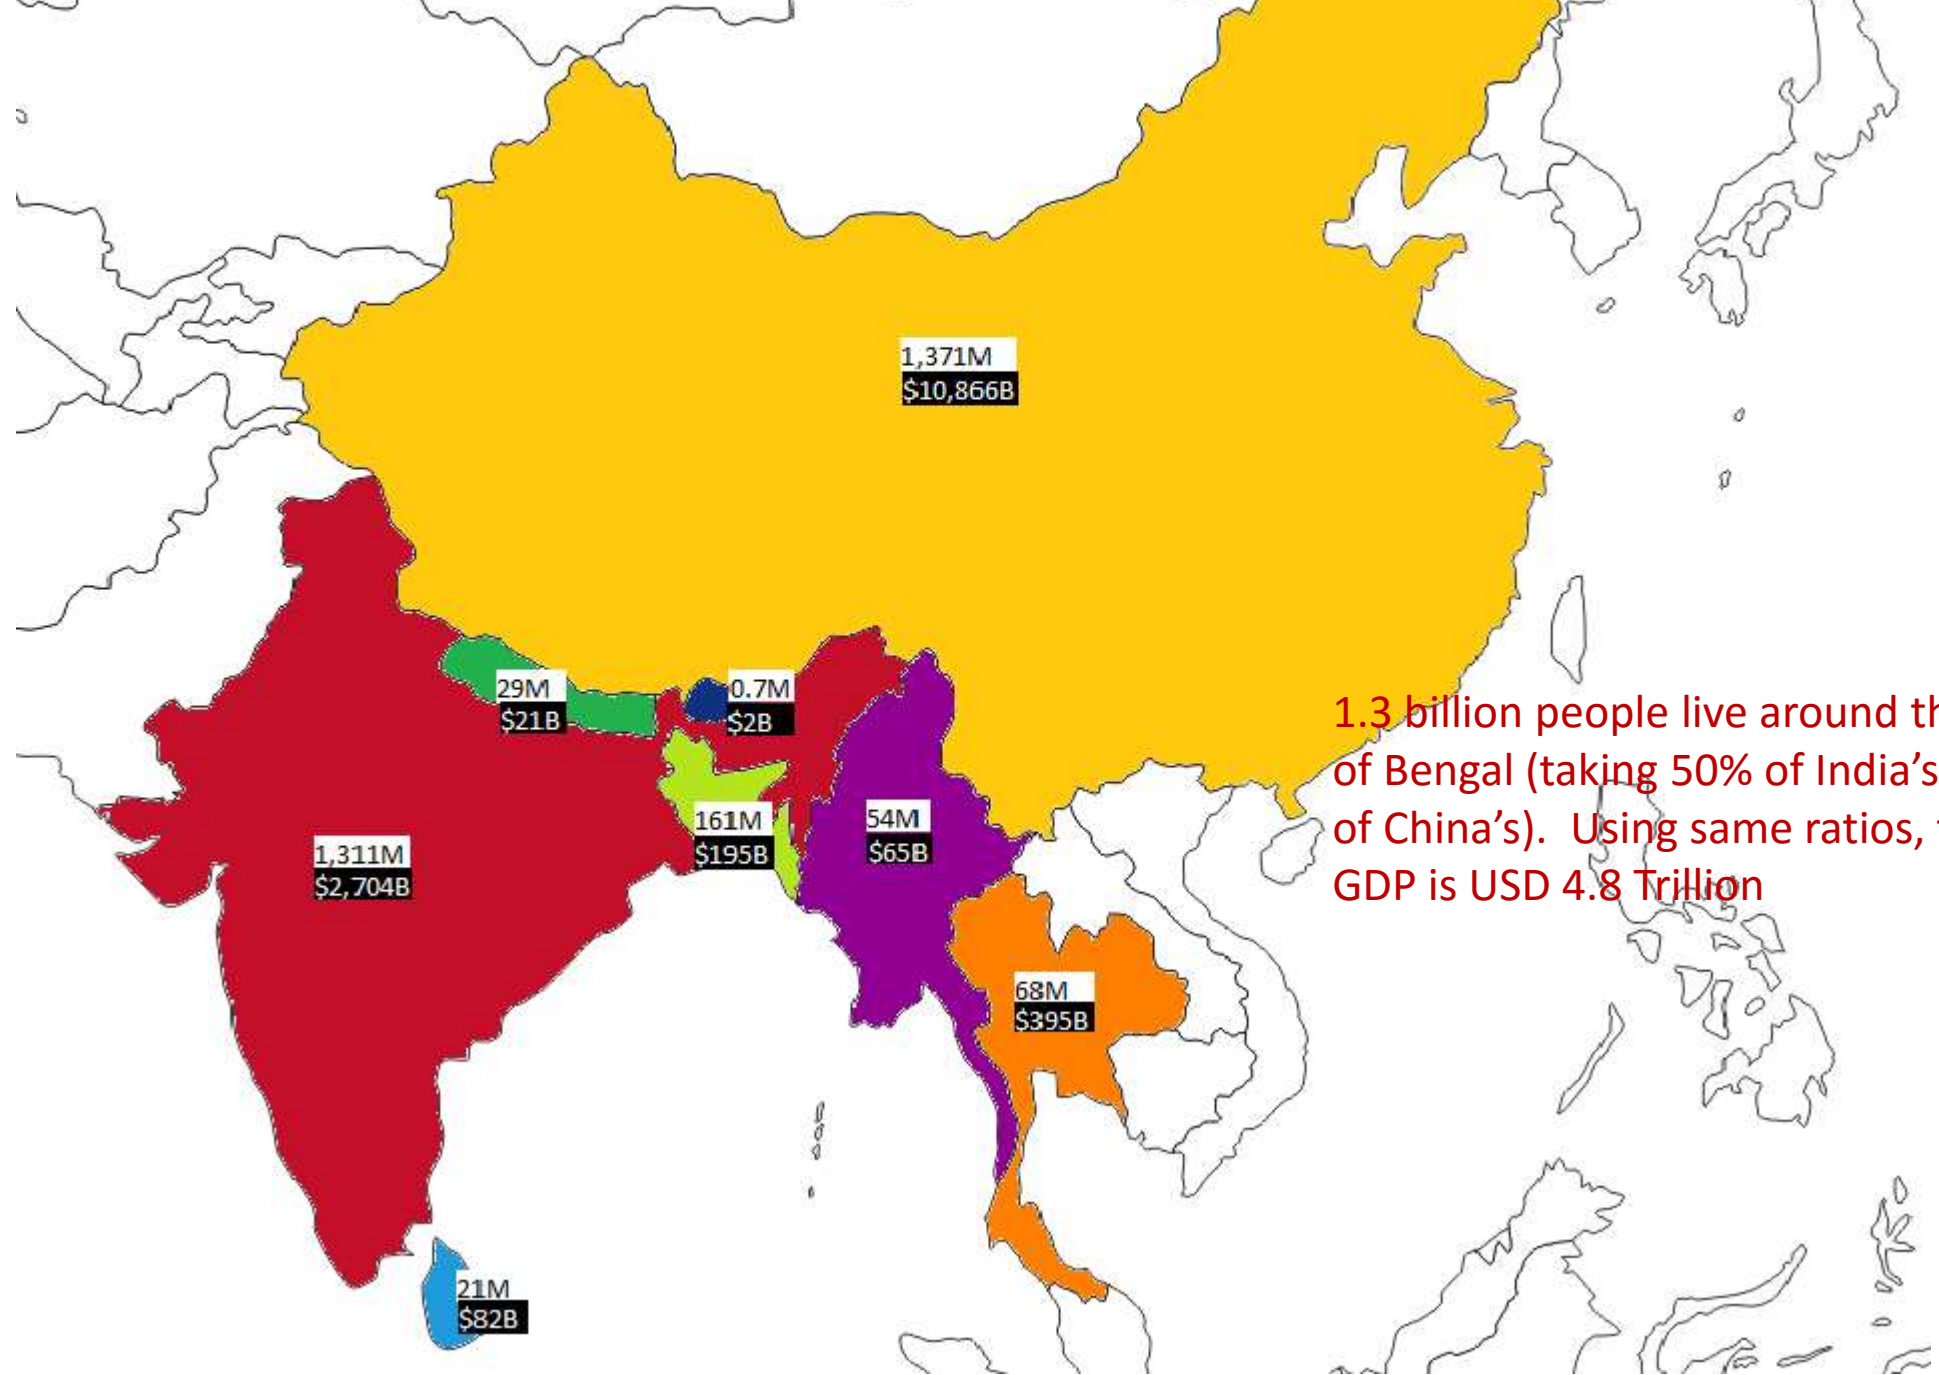 1,371M
$10,866B
29M
$21B
0.7M
$2B
1.3 billion people live around
of Bengal (taking 50% of India's
of China's). Using same ratios,
GDP is USD 4.8 Trillion
161M
$195B
54M
$65B
1,311M
$2,704B
68M
$395B
21M
$82B